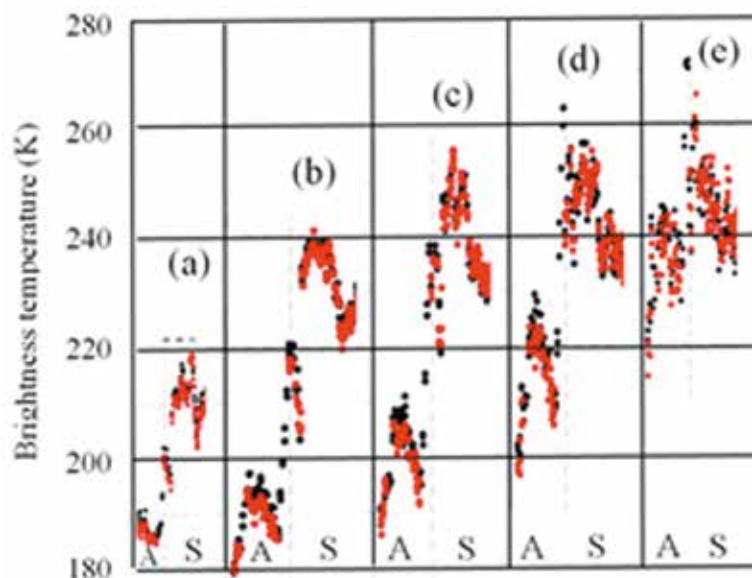 Brightness temperature (K)
280
260
240
220
200
180
(a)
(b)
(c)
(d)
(e)
A S A S A S A S A S